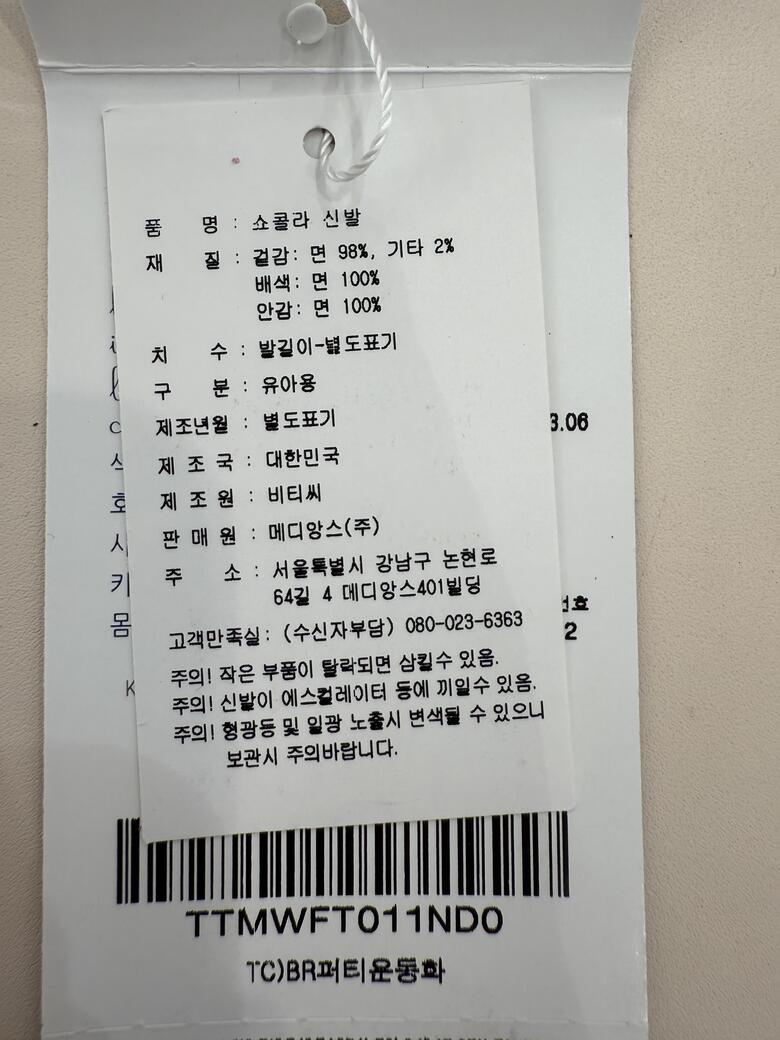 품 명 : 쇼콜라 신발
재 질 : 겉감: 면 98%, 기타 2%
배색: 면 100%
안감: 면 100%
치 수 : 발길이-별도표기
구 분 : 유아용
제조년월 : 별도표기
제 조 국 : 대한민국
제 조 원 : 비티씨
판 매 원 : 메디앙스(주)
주 소 : 서울특별시 강남구 논현로
64길 4 메디앙스401빌딩
고객만족실: (수신자부담) 080-023-6363
주의! 작은 부품이 탈락되면 삼킬수 있음.
주의! 신발이 에스컬레이터 등에 끼일수 있음.
주의! 형광등 및 일광 노출시 변색될 수 있으니
보관시 주의바랍니다.
3.06
호
2
호
시
키
몸
K
TTMWFT011ND0
TC)BR퍼티운동화